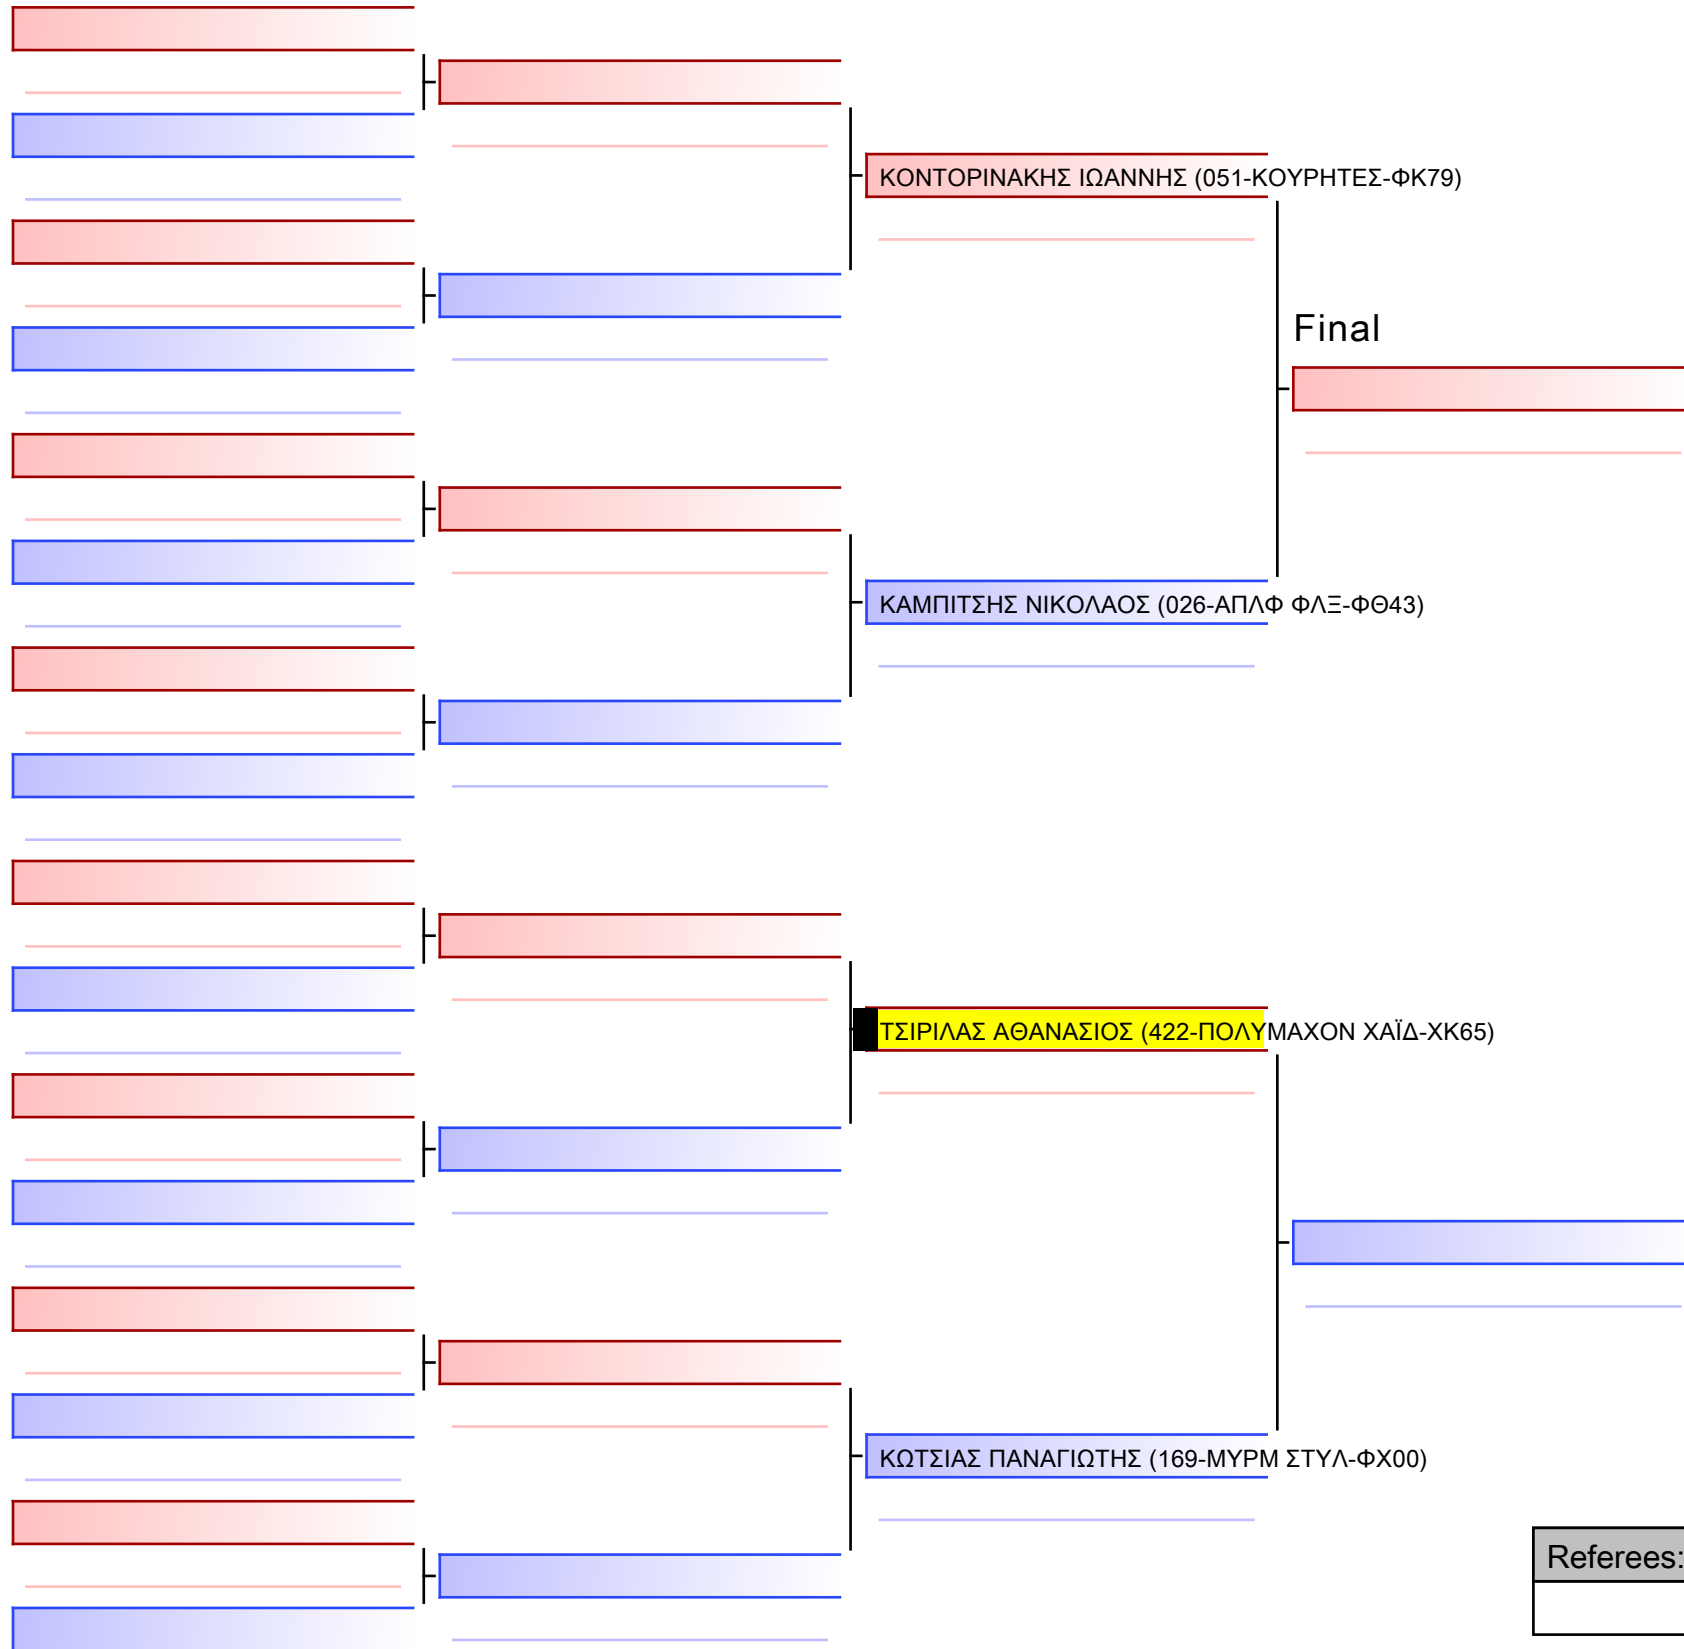 ΚΟΝΤΟΡΙΝΑΚΗΣ ΙΩΑΝΝΗΣ (051-ΚΟΥΡΗΤΕΣ-ΦΚ79)
Final
ΚΑΜΠΙΤΣΗΣ ΝΙΚΟΛΑΟΣ (026-ΑΠΛΦ ΦΛΞ-ΦΘ43)
ΤΣΙΡΙΛΑΣ ΑΘΑΝΑΣΙΟΣ (422-ΠΟΛΥΜΑΧΟΝ ΧΑΪΔ-ΧΚ65)
ΚΩΤΣΙΑΣ ΠΑΝΑΓΙΩΤΗΣ (169-ΜΥΡΜ ΣΤΥΛ-ΦΧ00)
Referees: